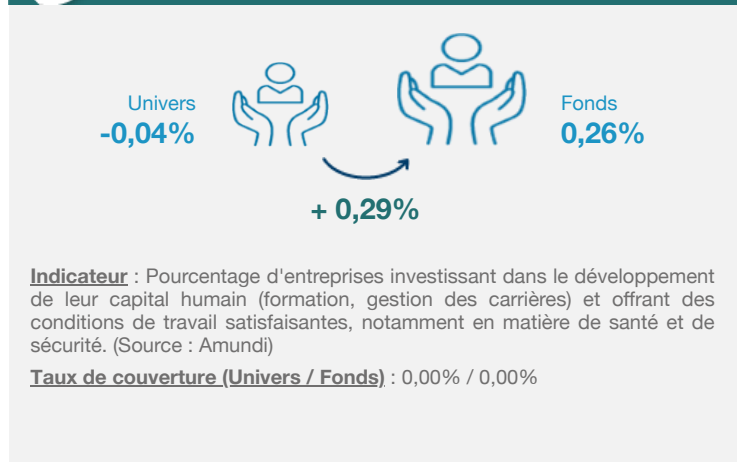 Univers
-0,04%
Fonds
0,26%
+ 0,29%
Indicateur : Pourcentage d'entreprises investissant dans le développement
de leur capital humain (formation, gestion des carrières) et offrant des
conditions de travail satisfaisantes, notamment en matière de santé et de
sécurité. (Source : Amundi)
Taux de couverture (Univers / Fonds) : 0,00% / 0,00%